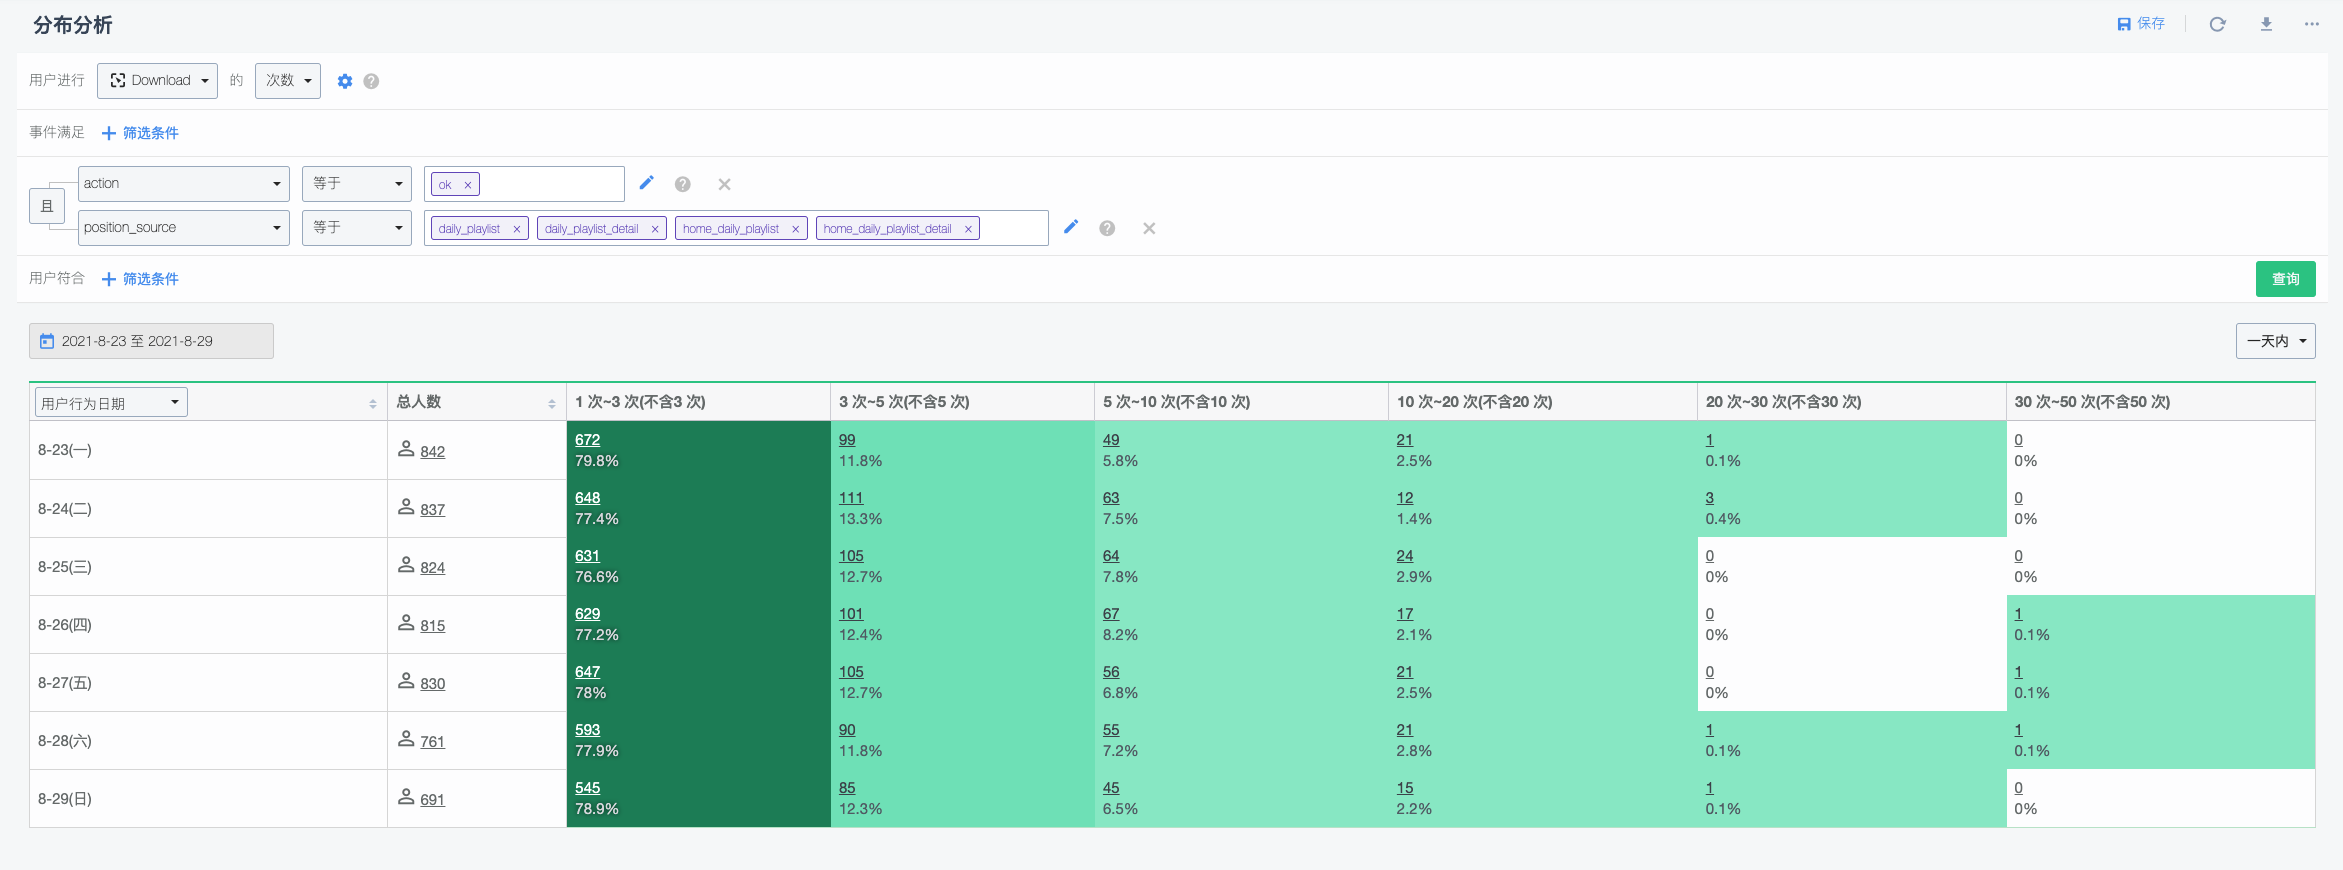 分布分析
保存
用户进行 Download 的 次数
事件满足 筛选条件
action 等于 ok ×
且
position_source 等于 daily_playlist × daily_playlist_detail × home_daily_playlist × home_daily_playlist_detail ×
用户符合 筛选条件 查询
2021-8-23 至 2021-8-29 一天内
用户行为日期 总人数 1 次~3 次(不含3 次) 3 次~5 次(不含5 次) 5 次~10 次(不含10 次) 10 次~20 次(不含20 次) 20 次~30 次(不含30 次) 30 次~50 次(不含50 次)
8-23(一) 842 672 99 49 21 1 0
79.8% 11.8% 5.8% 2.5% 0.1% 0%
8-24(二) 837 648 111 63 12 3 0
77.4% 13.3% 7.5% 1.4% 0.4% 0%
8-25(三) 824 631 105 64 24 0 0
76.6% 12.7% 7.8% 2.9% 0% 0%
8-26(四) 815 629 101 67 17 0 1
77.2% 12.4% 8.2% 2.1% 0% 0.1%
8-27(五) 830 647 105 56 21 0 1
78% 12.7% 6.8% 2.5% 0% 0.1%
8-28(六) 761 593 90 55 21 1 1
77.9% 11.8% 7.2% 2.8% 0.1% 0.1%
8-29(日) 691 545 85 45 15 1 0
78.9% 12.3% 6.5% 2.2% 0.1% 0%